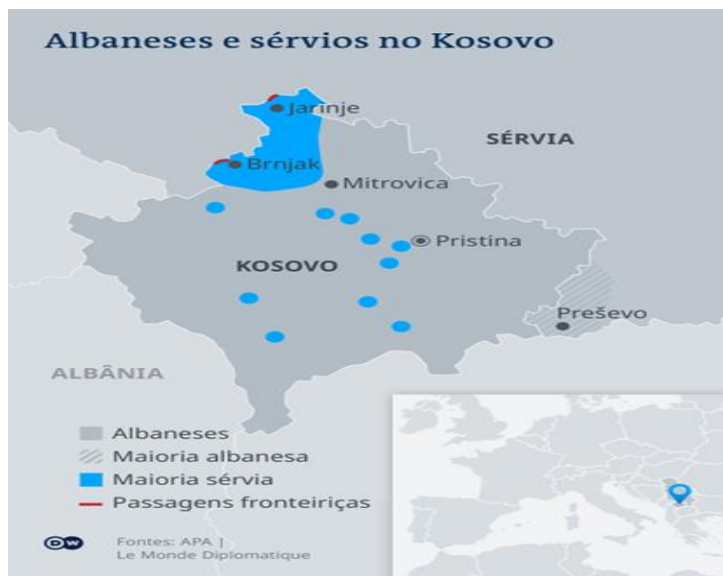 Albaneses e sérvios no Kosovo
Jarinje
SÉRVIA
Brnjak
Mitrovica
Pristina
KOSOVO
Preševo
ALBÂNIA
Albaneses
Maioria albanesa
Maioria sérvia
Passagens fronteiriças
DW
Fontes: APA |
Le Monde Diplomatique